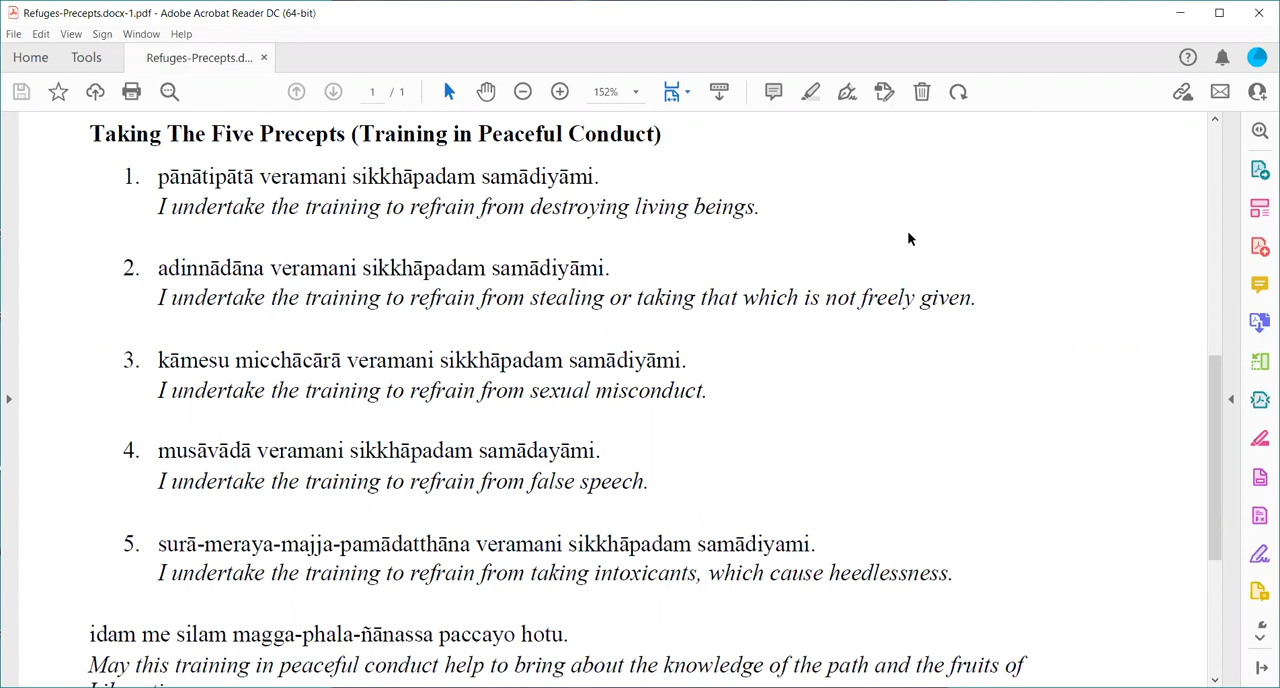 Refuges-Precepts.docx-1.pdf - Adobe Acrobat Reader DC (64-bit)
File Edit View Sign Window Help
Home Tools Refuges-Precepts.d... ×
1 / 1 152%
Taking The Five Precepts (Training in Peaceful Conduct)
1. pānātipātā veramani sikkhāpadam samādiyāmi.
I undertake the training to refrain from destroying living beings.
2. adinnādāna veramani sikkhāpadam samādiyāmi.
I undertake the training to refrain from stealing or taking that which is not freely given.
3. kāmesu micchācārā veramani sikkhāpadam samādiyāmi.
I undertake the training to refrain from sexual misconduct.
4. musāvādā veramani sikkhāpadam samādayāmi.
I undertake the training to refrain from false speech.
5. surā-meraya-majja-pamādatthāna veramani sikkhāpadam samādiyami.
I undertake the training to refrain from taking intoxicants, which cause heedlessness.
idam me silam magga-phala-ñānassa paccayo hotu.
May this training in peaceful conduct help to bring about the knowledge of the path and the fruits of